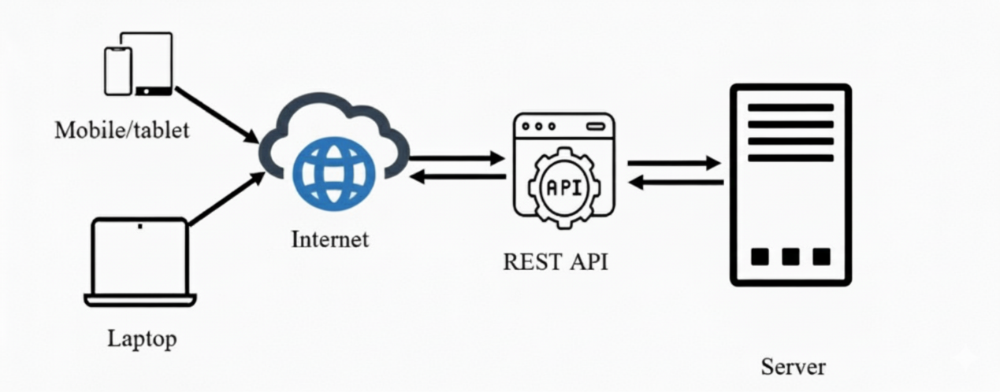 Mobile/tablet
Internet
API
REST API
Laptop
Server